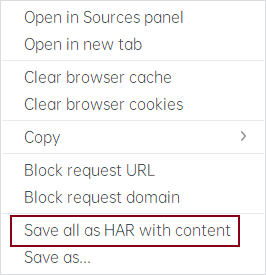 Open in Sources panel
Open in new tab
Clear browser cache
Clear browser cookies
Copy
Block request URL
Block request domain
Save all as HAR with content
Save as...